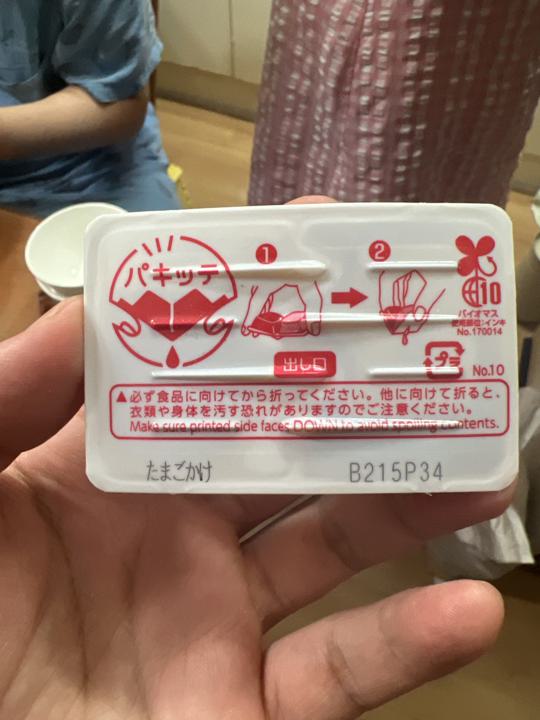 パキッテ
❶
❷
10
バイオマス
使用部位:インキ
No.170014
出し口
プラ
No.10
▲必ず食品に向けてから折ってください。他に向けて折ると、
衣類や身体を汚す恐れがありますのでご注意ください。
Make sure printed side faces DOWN to avoid spoiling contents.
たまごかけ
B215P34